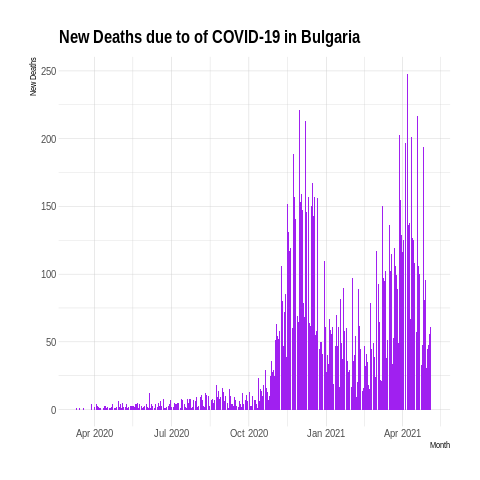 New Deaths due to of COVID-19 in Bulgaria
New Deaths
250
200
150
100
50
0
Apr 2020 Jul 2020 Oct 2020 Jan 2021 Apr 2021
Month